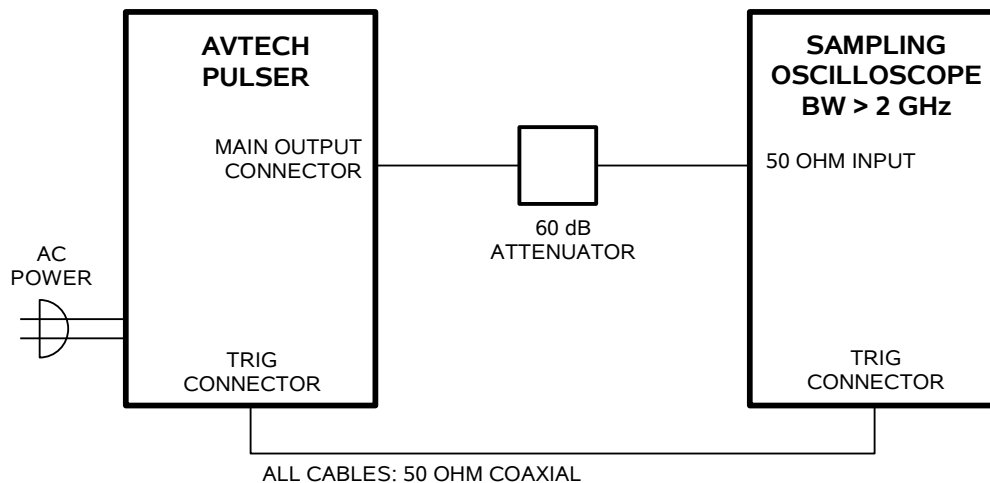 AVTECH
PULSER
SAMPLING
OSCILLOSCOPE
BW > 2 GHz
MAIN OUTPUT
CONNECTOR
50 OHM INPUT
60 dB
ATTENUATOR
AC
POWER
TRIG
CONNECTOR
TRIG
CONNECTOR
ALL CABLES: 50 OHM COAXIAL